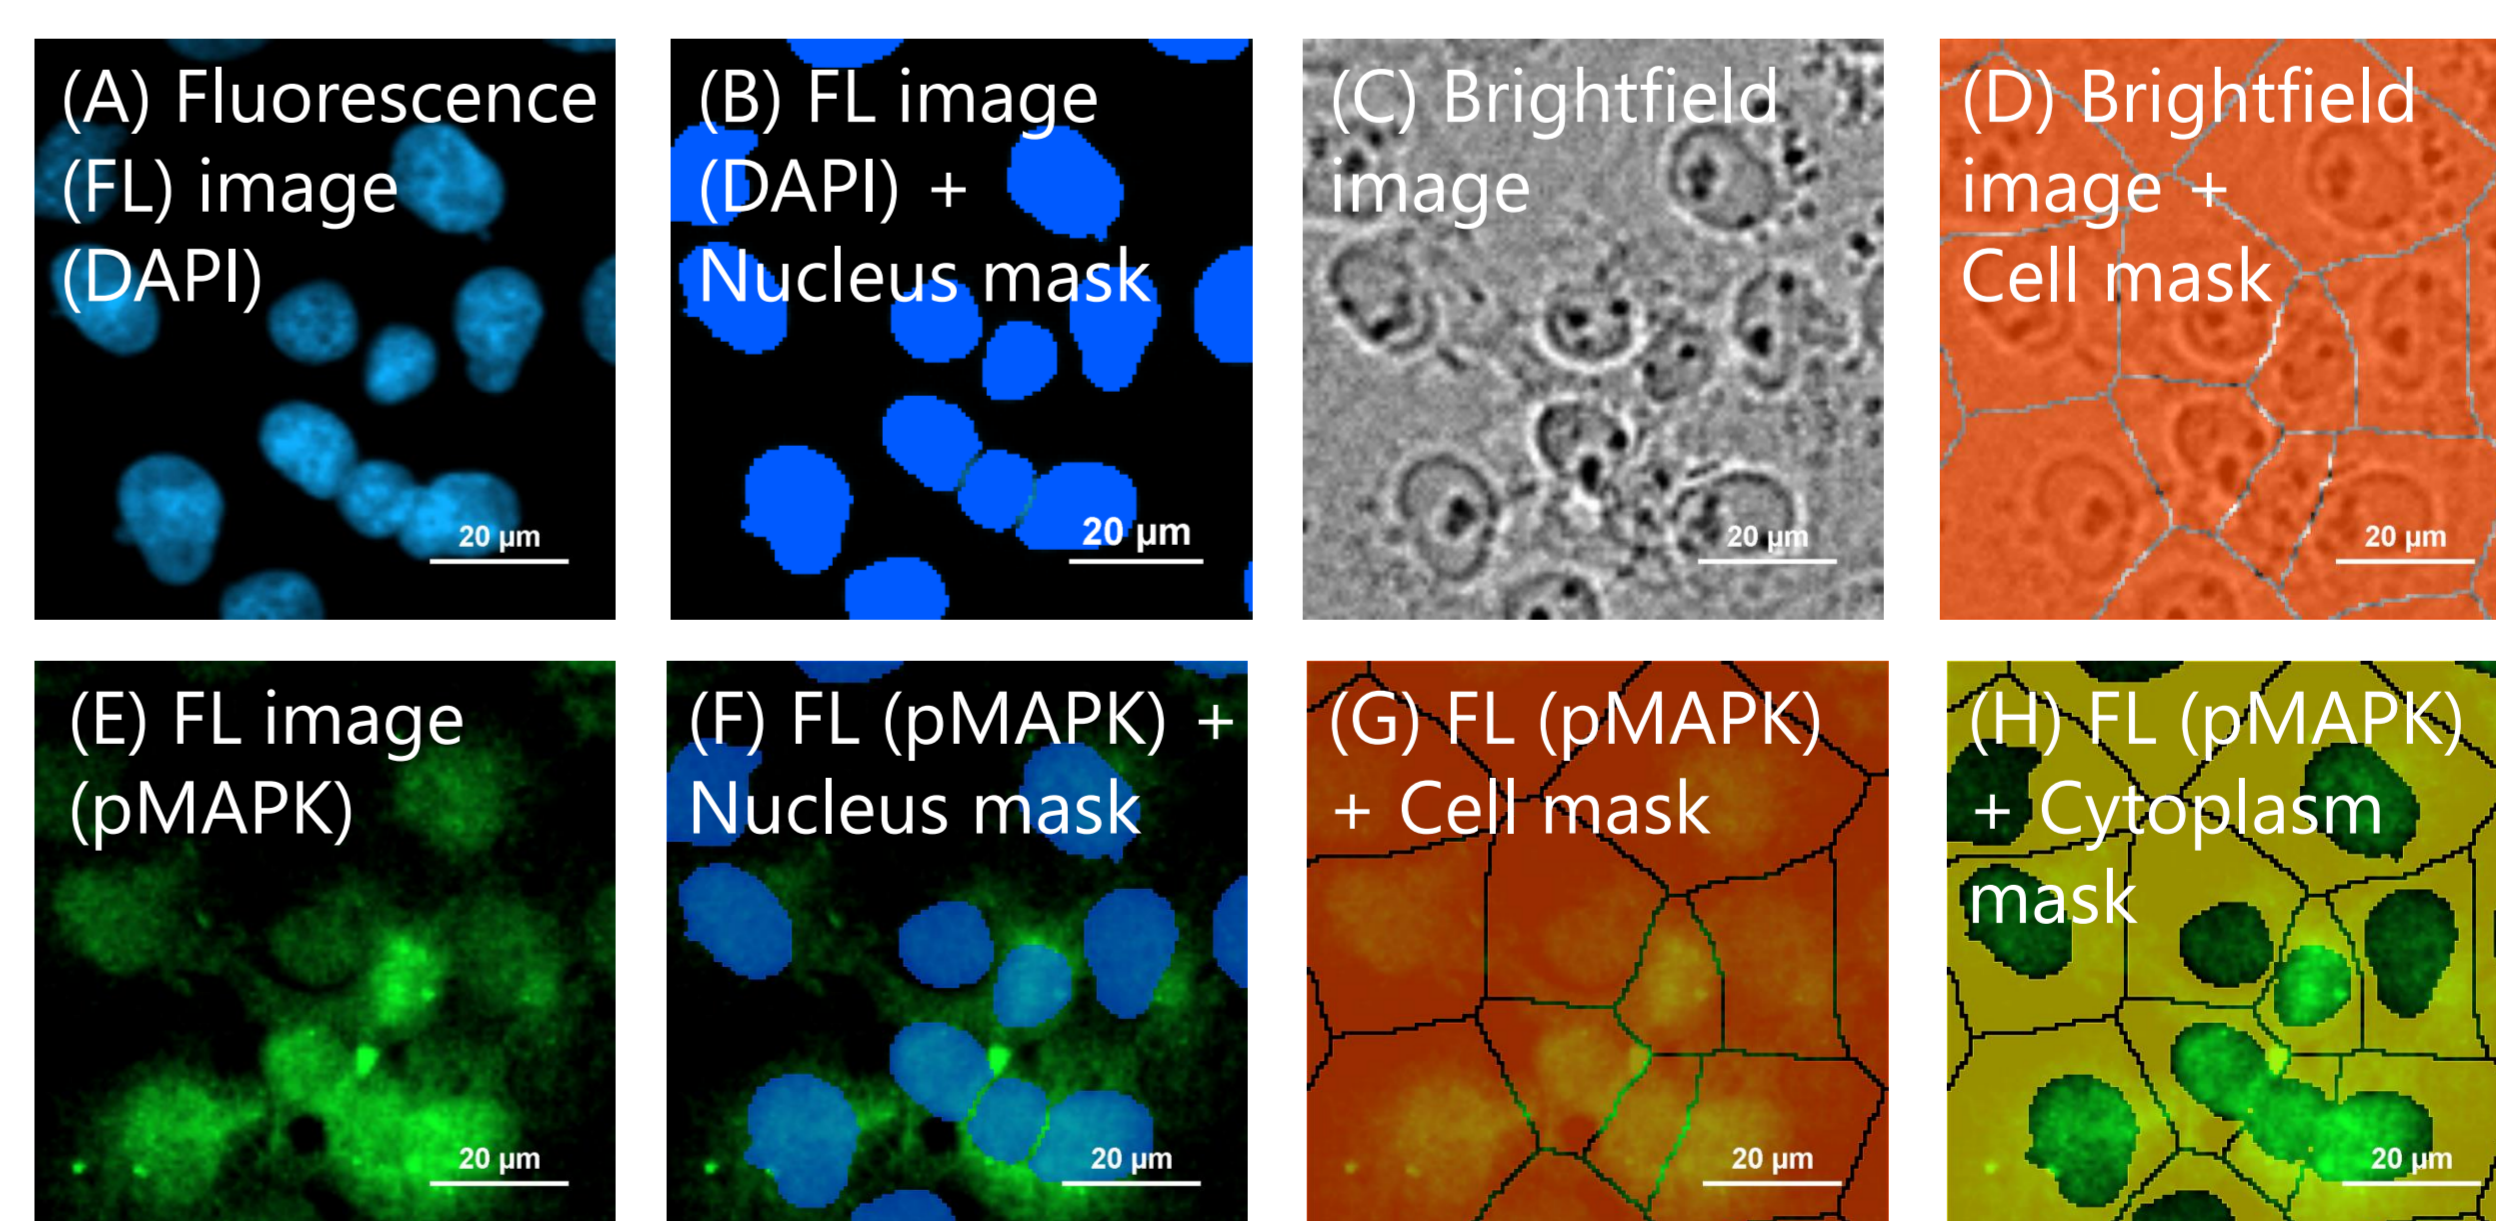 (A) Fluorescence
(FL) image
(DAPI)
20 µm
(B) FL image
(DAPI) +
Nucleus mask
20 µm
(C) Brightfield
image
20 µm
(D) Brightfield
image +
Cell mask
20 µm
(E) FL image
(pMAPK)
20 µm
(F) FL (pMAPK) +
Nucleus mask
20 µm
(G) FL (pMAPK)
+ Cell mask
20 µm
(H) FL (pMAPK)
+ Cytoplasm
mask
20 µm